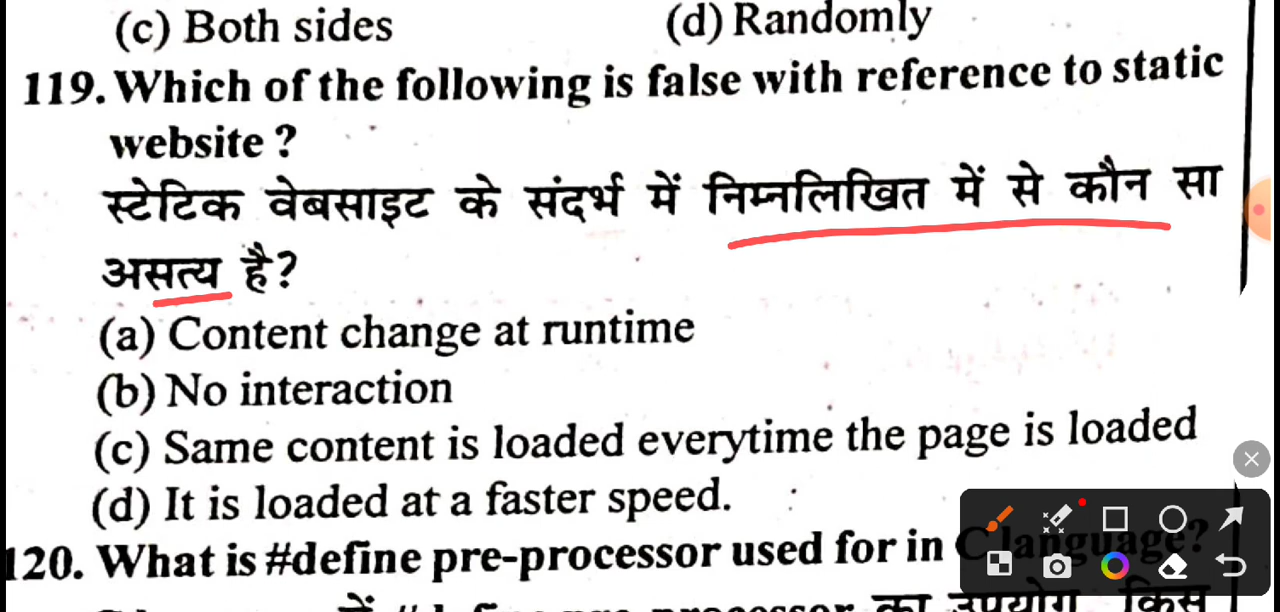 (c) Both sides (d) Randomly
119. Which of the following is false with reference to static
website ?
स्टेटिक वेबसाइट के संदर्भ में निम्नलिखित में से कौन सा
असत्य है?
(a) Content change at runtime
(b) No interaction
(c) Same content is loaded everytime the page is loaded
(d) It is loaded at a faster speed.
120. What is #define pre-processor used for in C language?